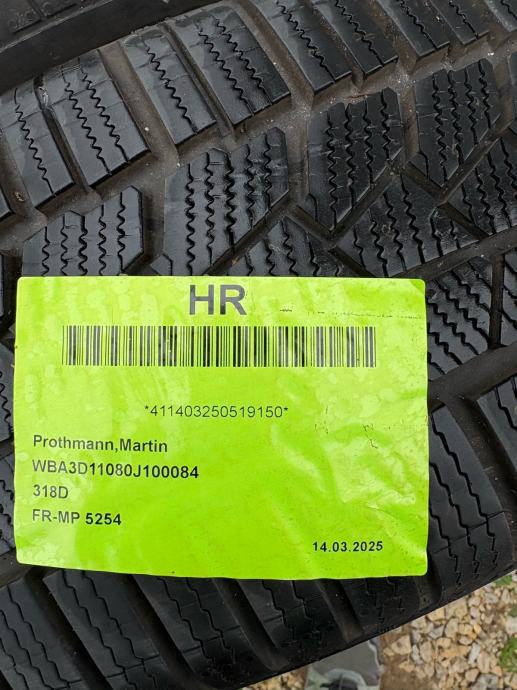 HR
*411403250519150*
Prothmann,Martin
WBA3D11080J100084
318D
FR-MP 5254
14.03.2025